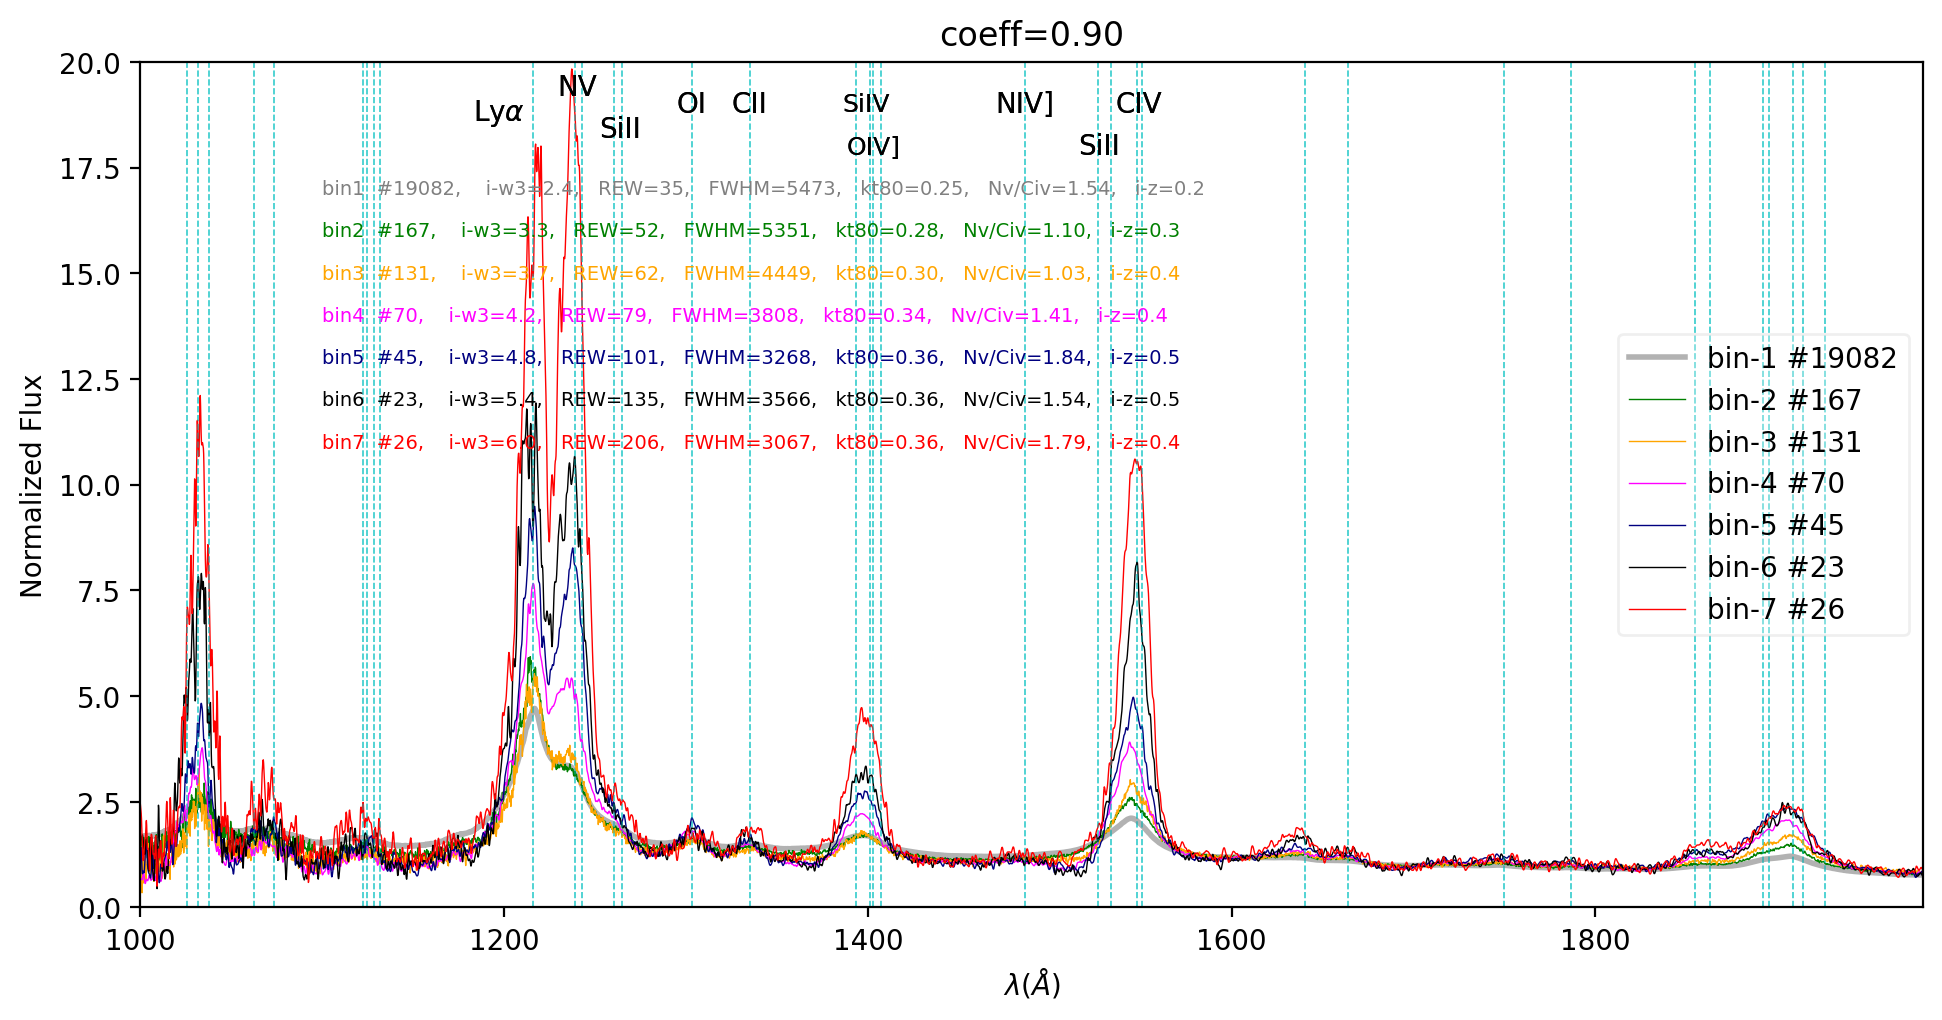 coeff=0.90
20.0
17.5
15.0
12.5
10.0
7.5
5.0
2.5
0.0
Normalized Flux
NV
Lyα
SiII
OI
CII
SiIV
OIV]
NIV]
CIV
SiII
bin1 #19082, i-w3=2.4, REW=35, FWHM=5473, kt80=0.25, Nv/Civ=1.54, i-z=0.2
bin2 #167, i-w3=3.3, REW=52, FWHM=5351, kt80=0.28, Nv/Civ=1.10, i-z=0.3
bin3 #131, i-w3=3.7, REW=62, FWHM=4449, kt80=0.30, Nv/Civ=1.03, i-z=0.4
bin4 #70, i-w3=4.2, REW=79, FWHM=3808, kt80=0.34, Nv/Civ=1.41, i-z=0.4
bin5 #45, i-w3=4.8, REW=101, FWHM=3268, kt80=0.36, Nv/Civ=1.84, i-z=0.5
bin6 #23, i-w3=5.4, REW=135, FWHM=3566, kt80=0.36, Nv/Civ=1.54, i-z=0.5
bin7 #26, REW=206, FWHM=3067, kt80=0.36, Nv/Civ=1.79, i-z=0.4
bin-1 #19082
bin-2 #167
bin-3 #131
bin-4 #70
bin-5 #45
bin-6 #23
bin-7 #26
1000
1200
1400
1600
1800
λ(Å)